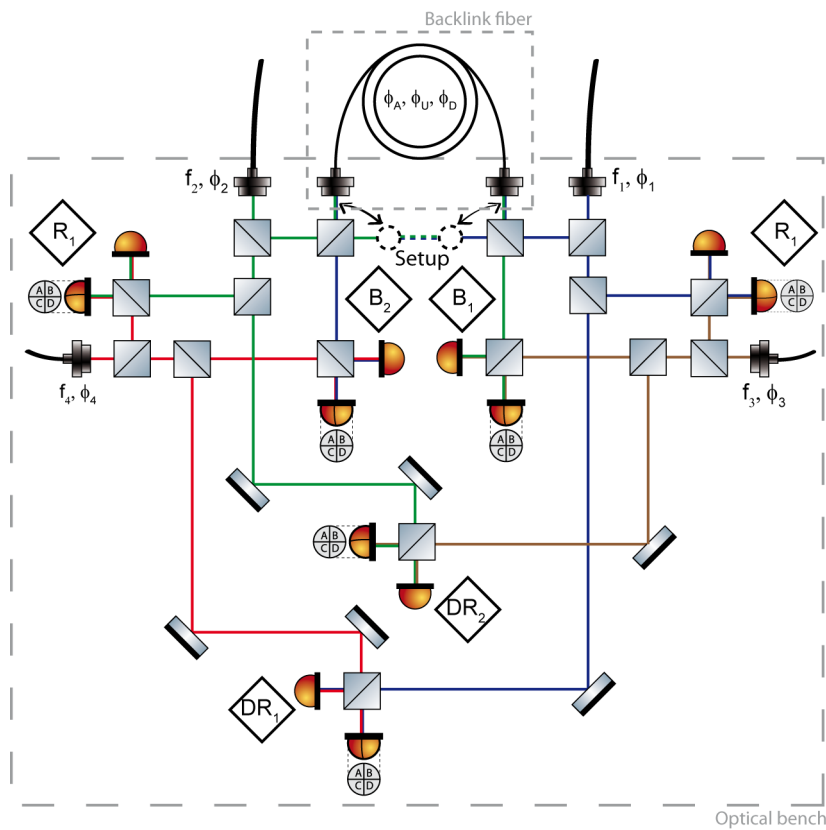 Backlink fiber
ϕA, ϕU, ϕD
f2, ϕ2
f1, ϕ1
R1
R1
Setup
A B
C D
B2
B1
A B
C D
f4, ϕ4
f3, ϕ3
A B
C D
A B
C D
A B
C D
DR2
DR1
A B
C D
Optical bench